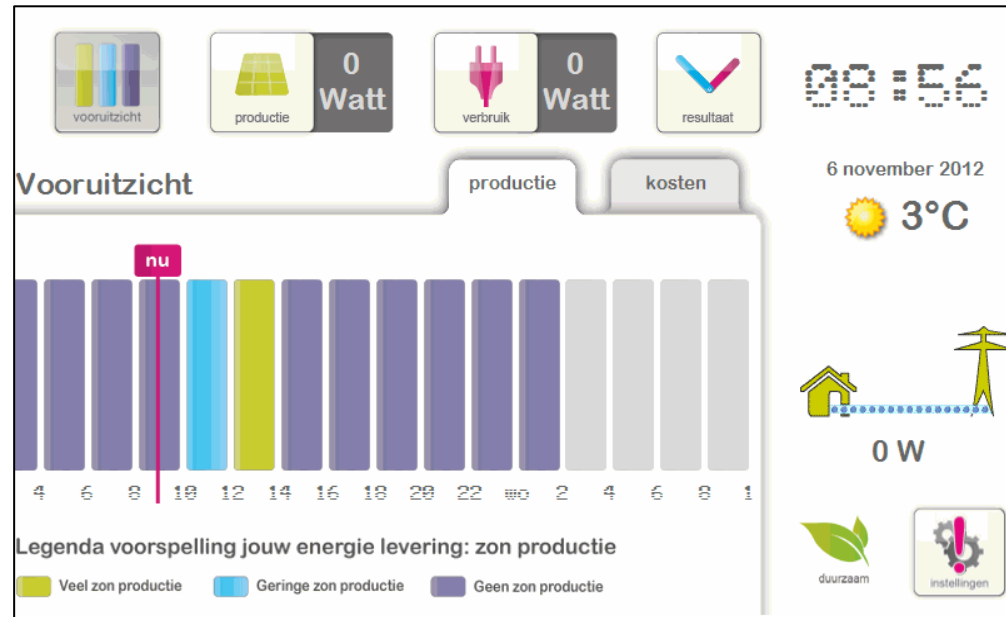 0
Watt
0
Watt
vooruitzicht
productie
verbruik
resultaat
08:56
6 november 2012
3°C
Vooruitzicht
productie
kosten
nu
4 6 8 10 12 14 16 18 20 22 wo 2 4 6 8 1
0 W
Legenda voorspelling jouw energie levering: zon productie
Veel zon productie
Geringe zon productie
Geen zon productie
duurzaam
instellingen